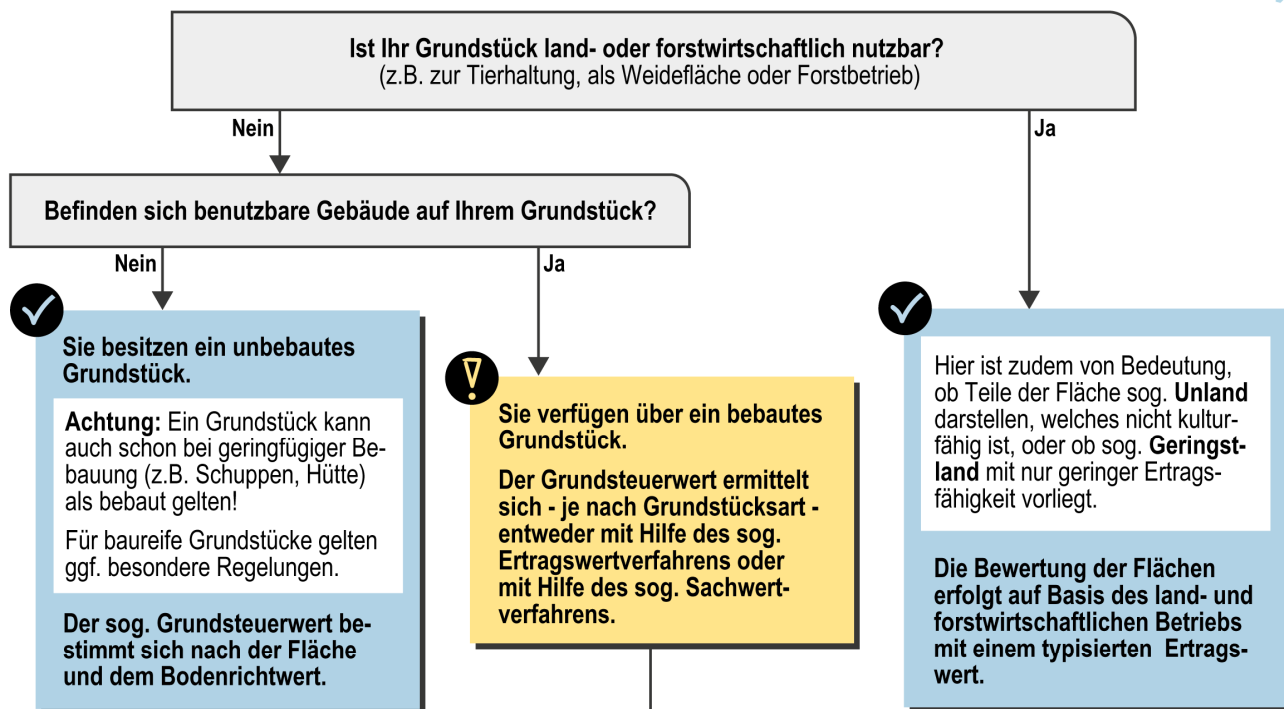 Ist Ihr Grundstück land- oder forstwirtschaftlich nutzbar?
(z.B. zur Tierhaltung, als Weidefläche oder Forstbetrieb)
Nein
Ja
Befinden sich benutzbare Gebäude auf Ihrem Grundstück?
Nein
Ja
Sie besitzen ein unbebautes
Grundstück.
Achtung: Ein Grundstück kann
auch schon bei geringfügiger Be-
bauung (z.B. Schuppen, Hütte)
als bebaut gelten!
Für baureife Grundstücke gelten
ggf. besondere Regelungen.
Der sog. Grundsteuerwert be-
stimmt sich nach der Fläche
und dem Bodenrichtwert.
Sie verfügen über ein bebautes
Grundstück.
Der Grundsteuerwert ermittelt
sich - je nach Grundstücksart -
entweder mit Hilfe des sog.
Ertragswertverfahrens oder
mit Hilfe des sog. Sachwert-
verfahrens.
Hier ist zudem von Bedeutung,
ob Teile der Fläche sog. Unland
darstellen, welches nicht kultur-
fähig ist, oder ob sog. Geringst-
land mit nur geringer Ertrags-
fähigkeit vorliegt.
Die Bewertung der Flächen
erfolgt auf Basis des land- und
forstwirtschaftlichen Betriebs
mit einem typisierten Ertrags-
wert.